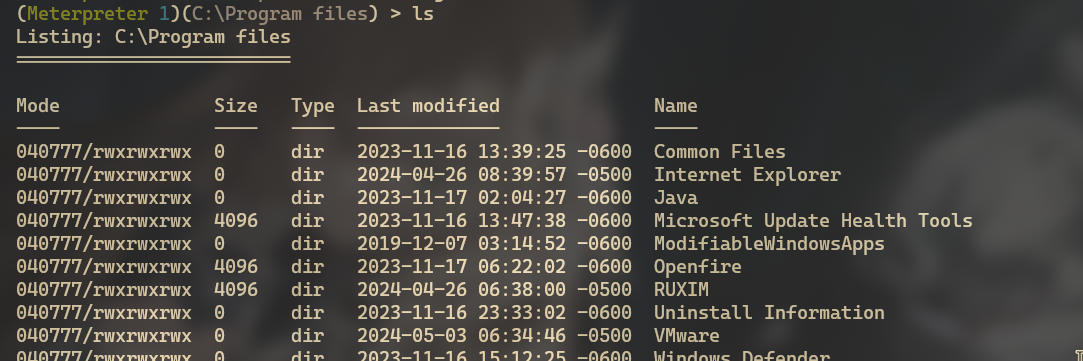 (Meterpreter 1)(C:\Program files) > ls
Listing: C:\Program files
Mode Size Type Last modified Name
040777/rwxrwxrwx 0 dir 2023-11-16 13:39:25 -0600 Common Files
040777/rwxrwxrwx 0 dir 2024-04-26 08:39:57 -0500 Internet Explorer
040777/rwxrwxrwx 0 dir 2023-11-17 02:04:27 -0600 Java
040777/rwxrwxrwx 4096 dir 2023-11-16 13:47:38 -0600 Microsoft Update Health Tools
040777/rwxrwxrwx 0 dir 2019-12-07 03:14:52 -0600 ModifiableWindowsApps
040777/rwxrwxrwx 4096 dir 2023-11-17 06:22:02 -0600 Openfire
040777/rwxrwxrwx 4096 dir 2024-04-26 06:38:00 -0500 RUXIM
040777/rwxrwxrwx 0 dir 2023-11-16 23:33:02 -0600 Uninstall Information
040777/rwxrwxrwx 0 dir 2024-05-03 06:34:46 -0500 VMware
040777/rwxrwxrwx 0 dir 2023-11-16 15:12:25 -0600 Windows Defender